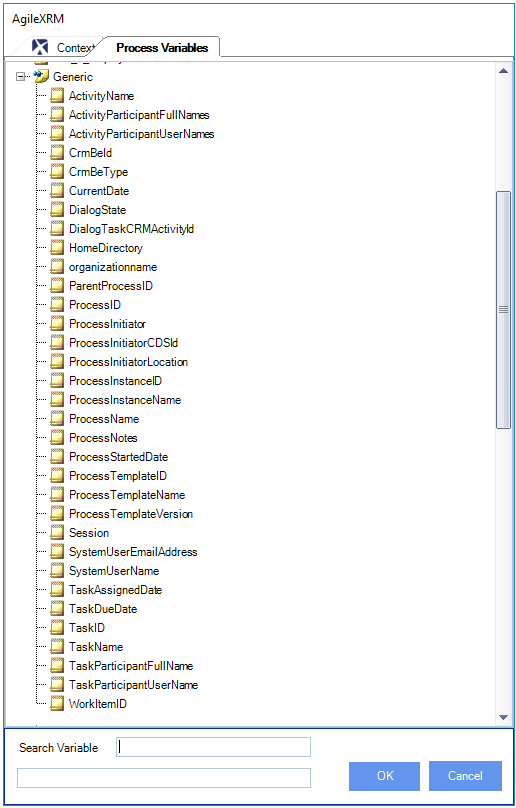 AgileXRM
Context Process Variables
Generic
ActivityName
ActivityParticipantFullNames
ActivityParticipantUserNames
CrmBeId
CrmBeType
CurrentDate
DialogState
DialogTaskCRMActivityId
HomeDirectory
organizationname
ParentProcessID
ProcessID
ProcessInitiator
ProcessInitiatorCDSId
ProcessInitiatorLocation
ProcessInstanceID
ProcessInstanceName
ProcessName
ProcessNotes
ProcessStartedDate
ProcessTemplateID
ProcessTemplateName
ProcessTemplateVersion
Session
SystemUserEmailAddress
SystemUserName
TaskAssignedDate
TaskDueDate
TaskID
TaskName
TaskParticipantFullName
TaskParticipantUserName
WorkItemID
Search Variable
OK Cancel